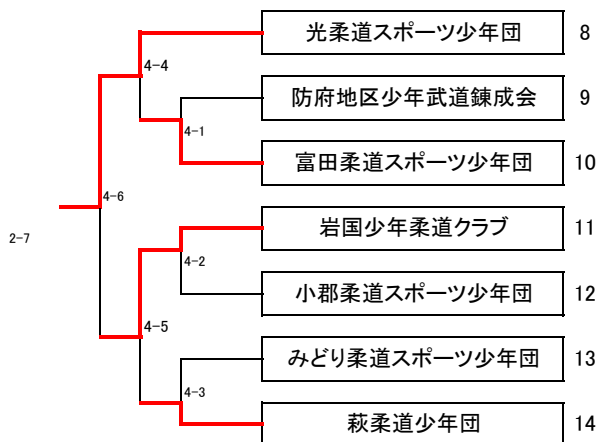 光柔道スポーツ少年団 8
4-4
防府地区少年武道錬成会 9
4-1
富田柔道スポーツ少年団 10
4-6
岩国少年柔道クラブ 11
2-7
4-2
小郡柔道スポーツ少年団 12
4-5
みどり柔道スポーツ少年団 13
4-3
萩柔道少年団 14